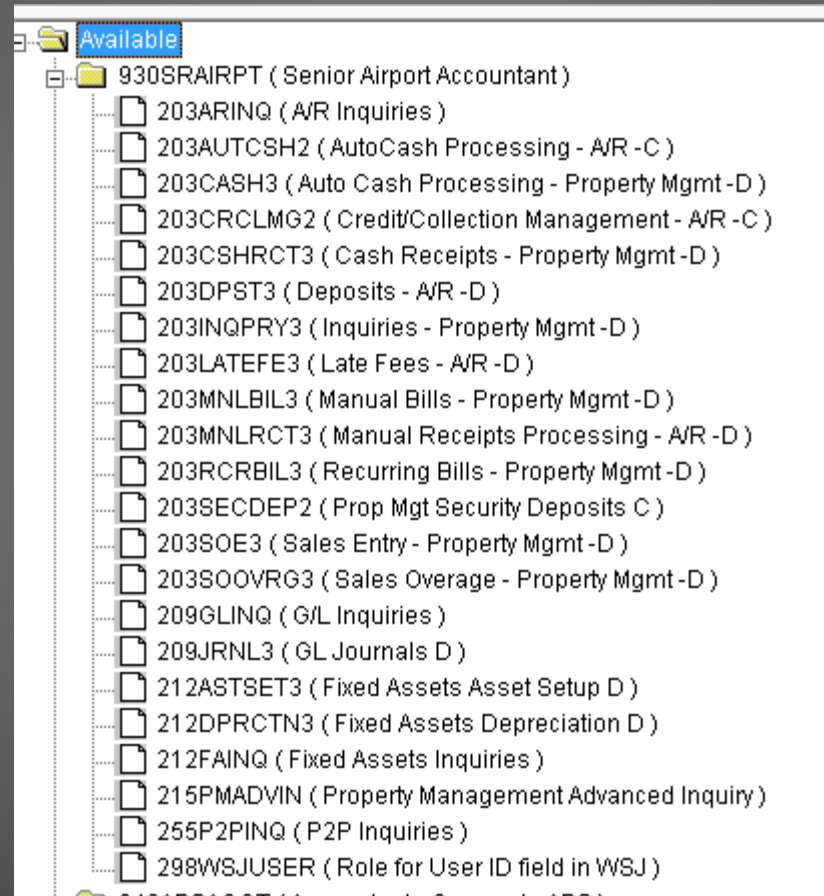 Available
930SRAIRPT ( Senior Airport Accountant )
203ARINQ ( A/R Inquiries )
203AUTCSH2 ( AutoCash Processing - A/R -C )
203CASH3 ( Auto Cash Processing - Property Mgmt -D )
203CRCLMG2 ( Credit/Collection Management - A/R -C )
203CSHRCT3 ( Cash Receipts - Property Mgmt -D )
203DPST3 ( Deposits - A/R -D )
203INQPRY3 ( Inquiries - Property Mgmt -D )
203LATEFE3 ( Late Fees - A/R -D )
203MNLBIL3 ( Manual Bills - Property Mgmt -D )
203MNLRCT3 ( Manual Receipts Processing - A/R -D )
203RCRBIL3 ( Recurring Bills - Property Mgmt -D )
203SECDEP2 ( Prop Mgt Security Deposits C )
203SOE3 ( Sales Entry - Property Mgmt -D )
203SOOVRG3 ( Sales Overage - Property Mgmt -D )
209GLINQ ( G/L Inquiries )
209JRNL3 ( GL Journals D )
212ASTSET3 ( Fixed Assets Asset Setup D )
212DPRCTN3 ( Fixed Assets Depreciation D )
212FAINQ ( Fixed Assets Inquiries )
215PMADVIN ( Property Management Advanced Inquiry )
255P2PINQ ( P2P Inquiries )
298WSJUSER ( Role for User ID field in WSJ )